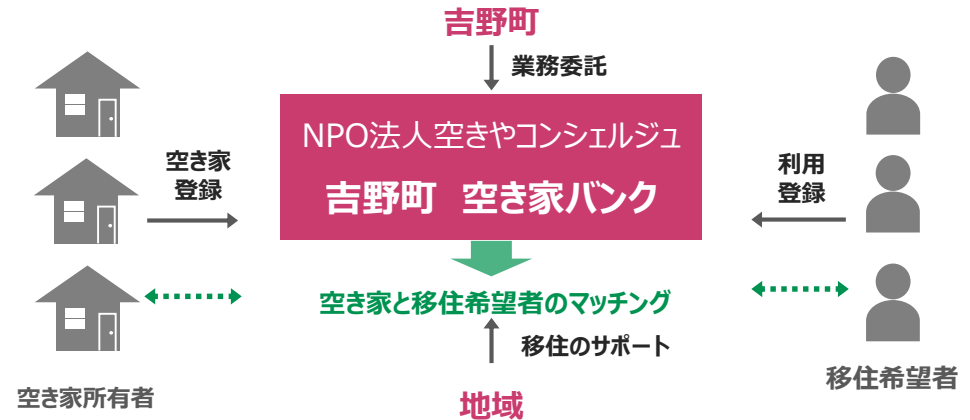 吉野町
業務委託
NPO法人空きやコンシェルジュ
吉野町 空き家バンク
空き家
登録
利用
登録
空き家と移住希望者のマッチング
移住のサポート
空き家所有者
移住希望者
地域